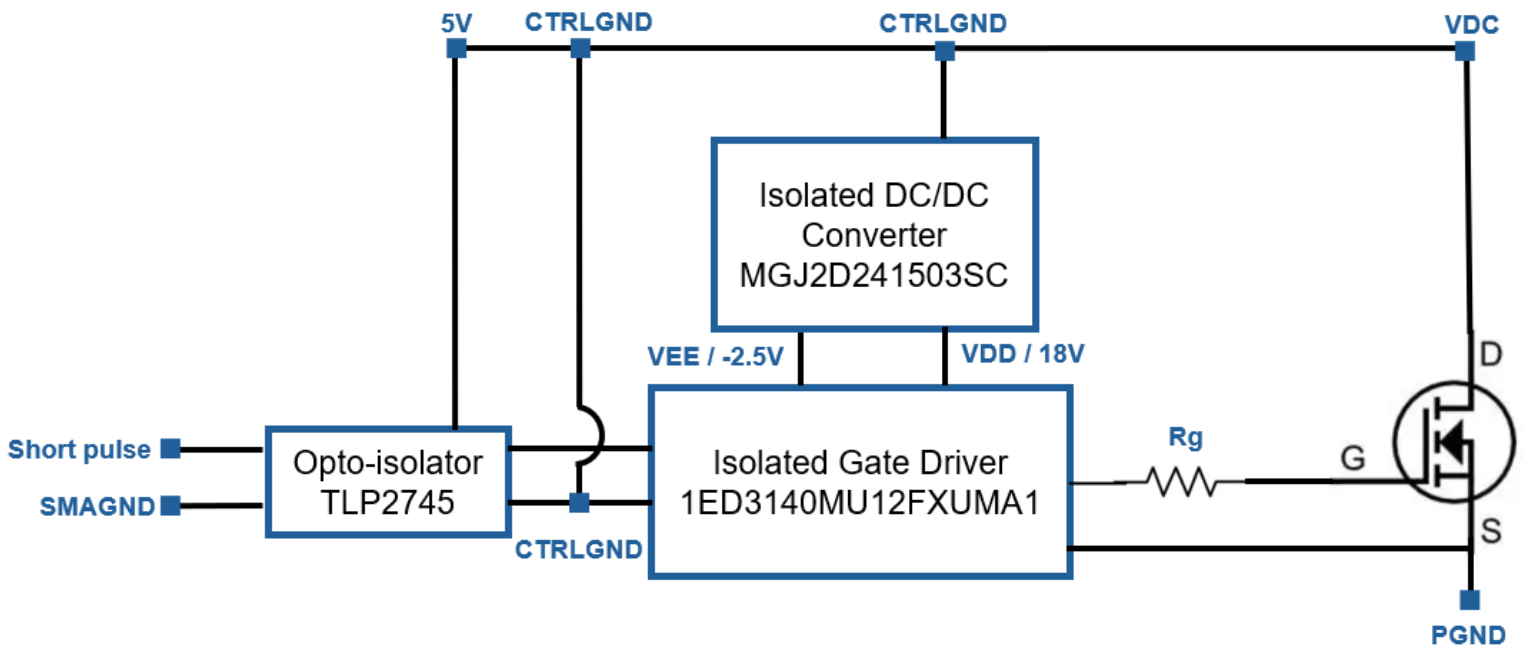 5V
CTRLGND
CTRLGND
VDC
Isolated DC/DC
Converter
MGJ2D241503SC
VEE / -2.5V
VDD / 18V
D
Short pulse
SMAGND
Opto-isolator
TLP2745
CTRLGND
Isolated Gate Driver
1ED3140MU12FXUMA1
Rg
G
S
PGND